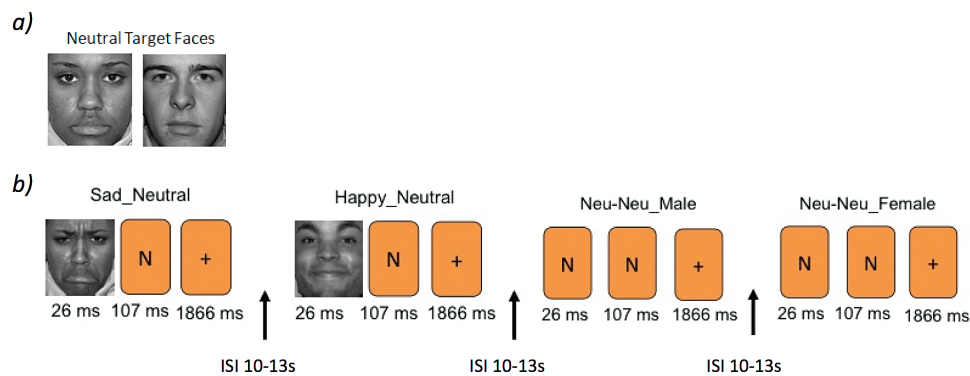 a)
Neutral Target Faces
b)
Sad_Neutral
Happy_Neutral
Neu-Neu_Male
Neu-Neu_Female
N
+
N
+
N
N
+
N
N
+
26 ms 107 ms 1866 ms
26 ms 107 ms 1866 ms
26 ms 107 ms 1866 ms
26 ms 107 ms 1866 ms
ISI 10-13s
ISI 10-13s
ISI 10-13s